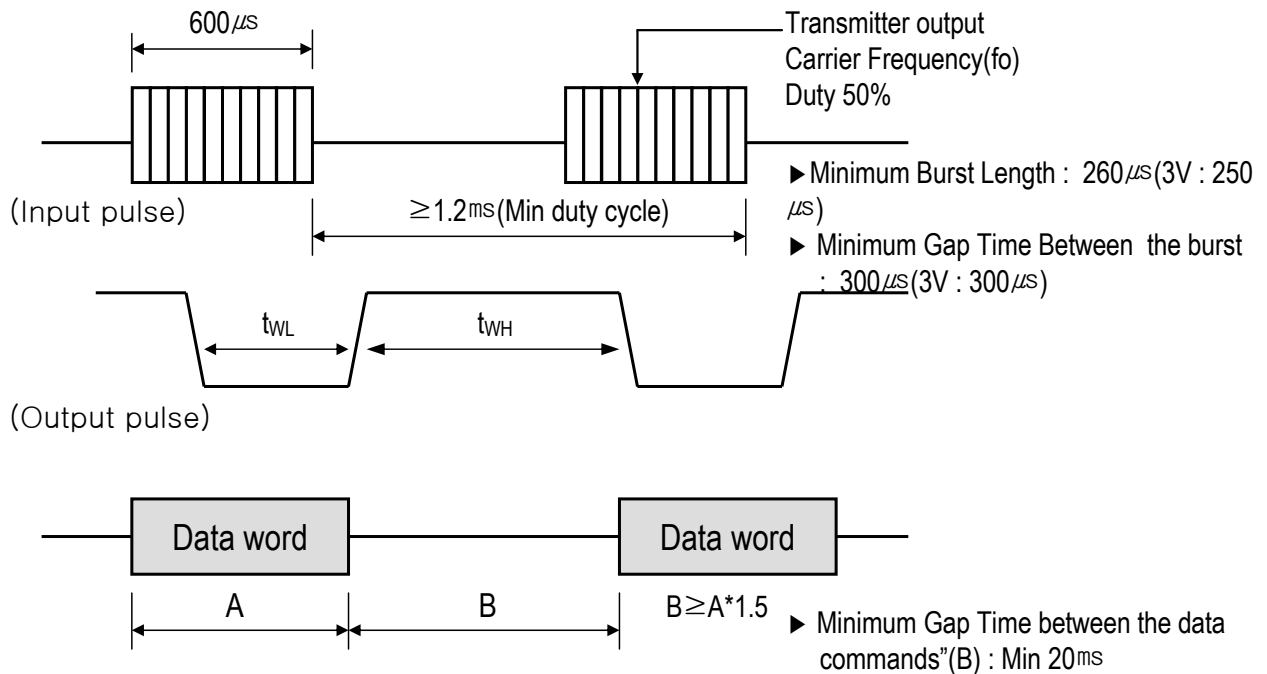 600㎲
Transmitter output
Carrier Frequency(fo)
Duty 50%
▶Minimum Burst Length : 260㎲(3V : 250
㎲)
(Input pulse)
≥1.2㎳(Min duty cycle)
▶ Minimum Gap Time Between the burst
: 300㎲(3V : 300㎲)
tWL
tWH
(Output pulse)
Data word
Data word
A
B
B≥A*1.5
▶ Minimum Gap Time between the data
commands”(B) : Min 20㎳